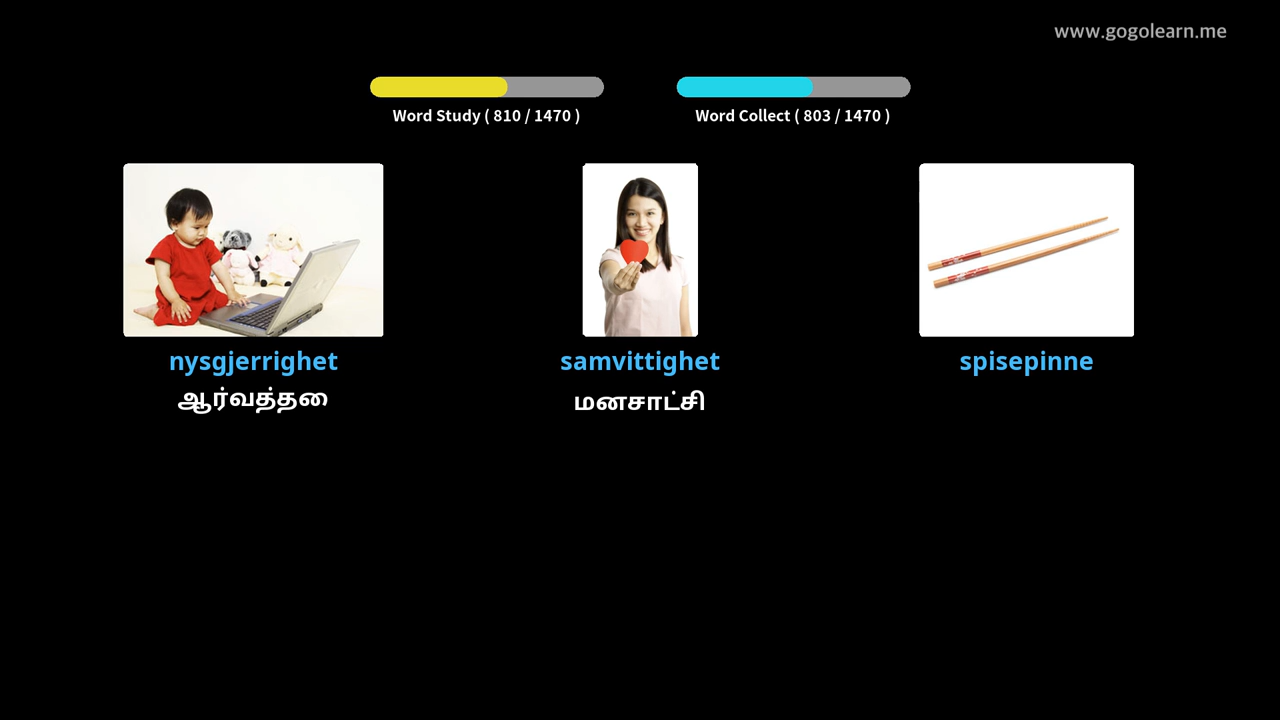 www.gogolearn.me
Word Study ( 810 / 1470 )
Word Collect ( 803 / 1470 )
nysgjerrighet
samvittighet
spisepinne
ஆர்வத்தை
மனசாட்சி